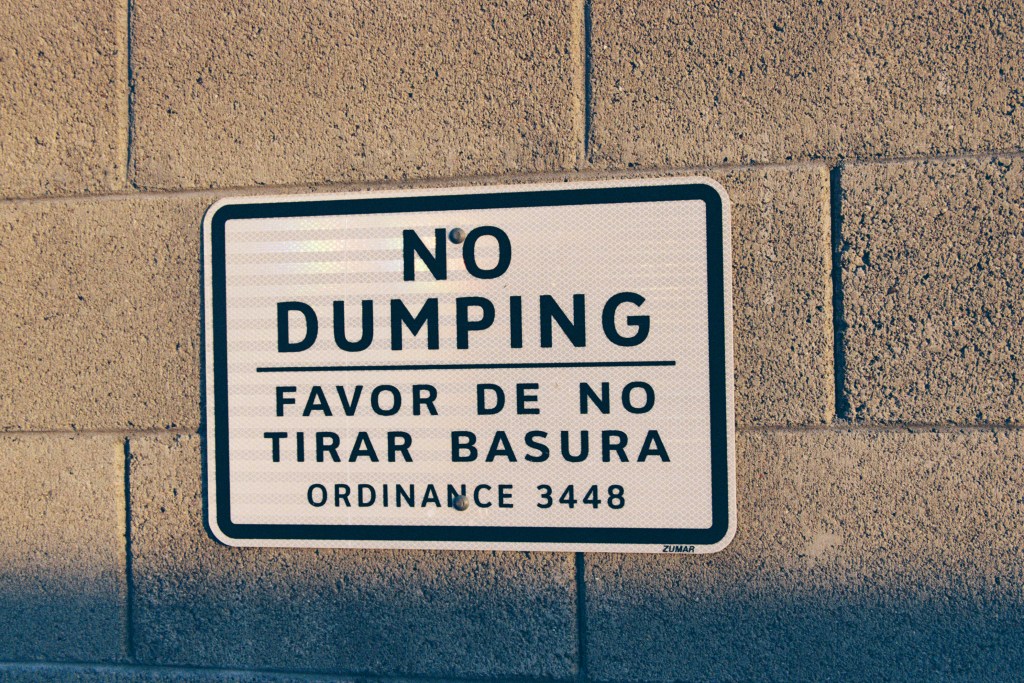 NO
DUMPING
FAVOR DE NO
TIRAR BASURA
ORDINANCE 3448
ZUMAR